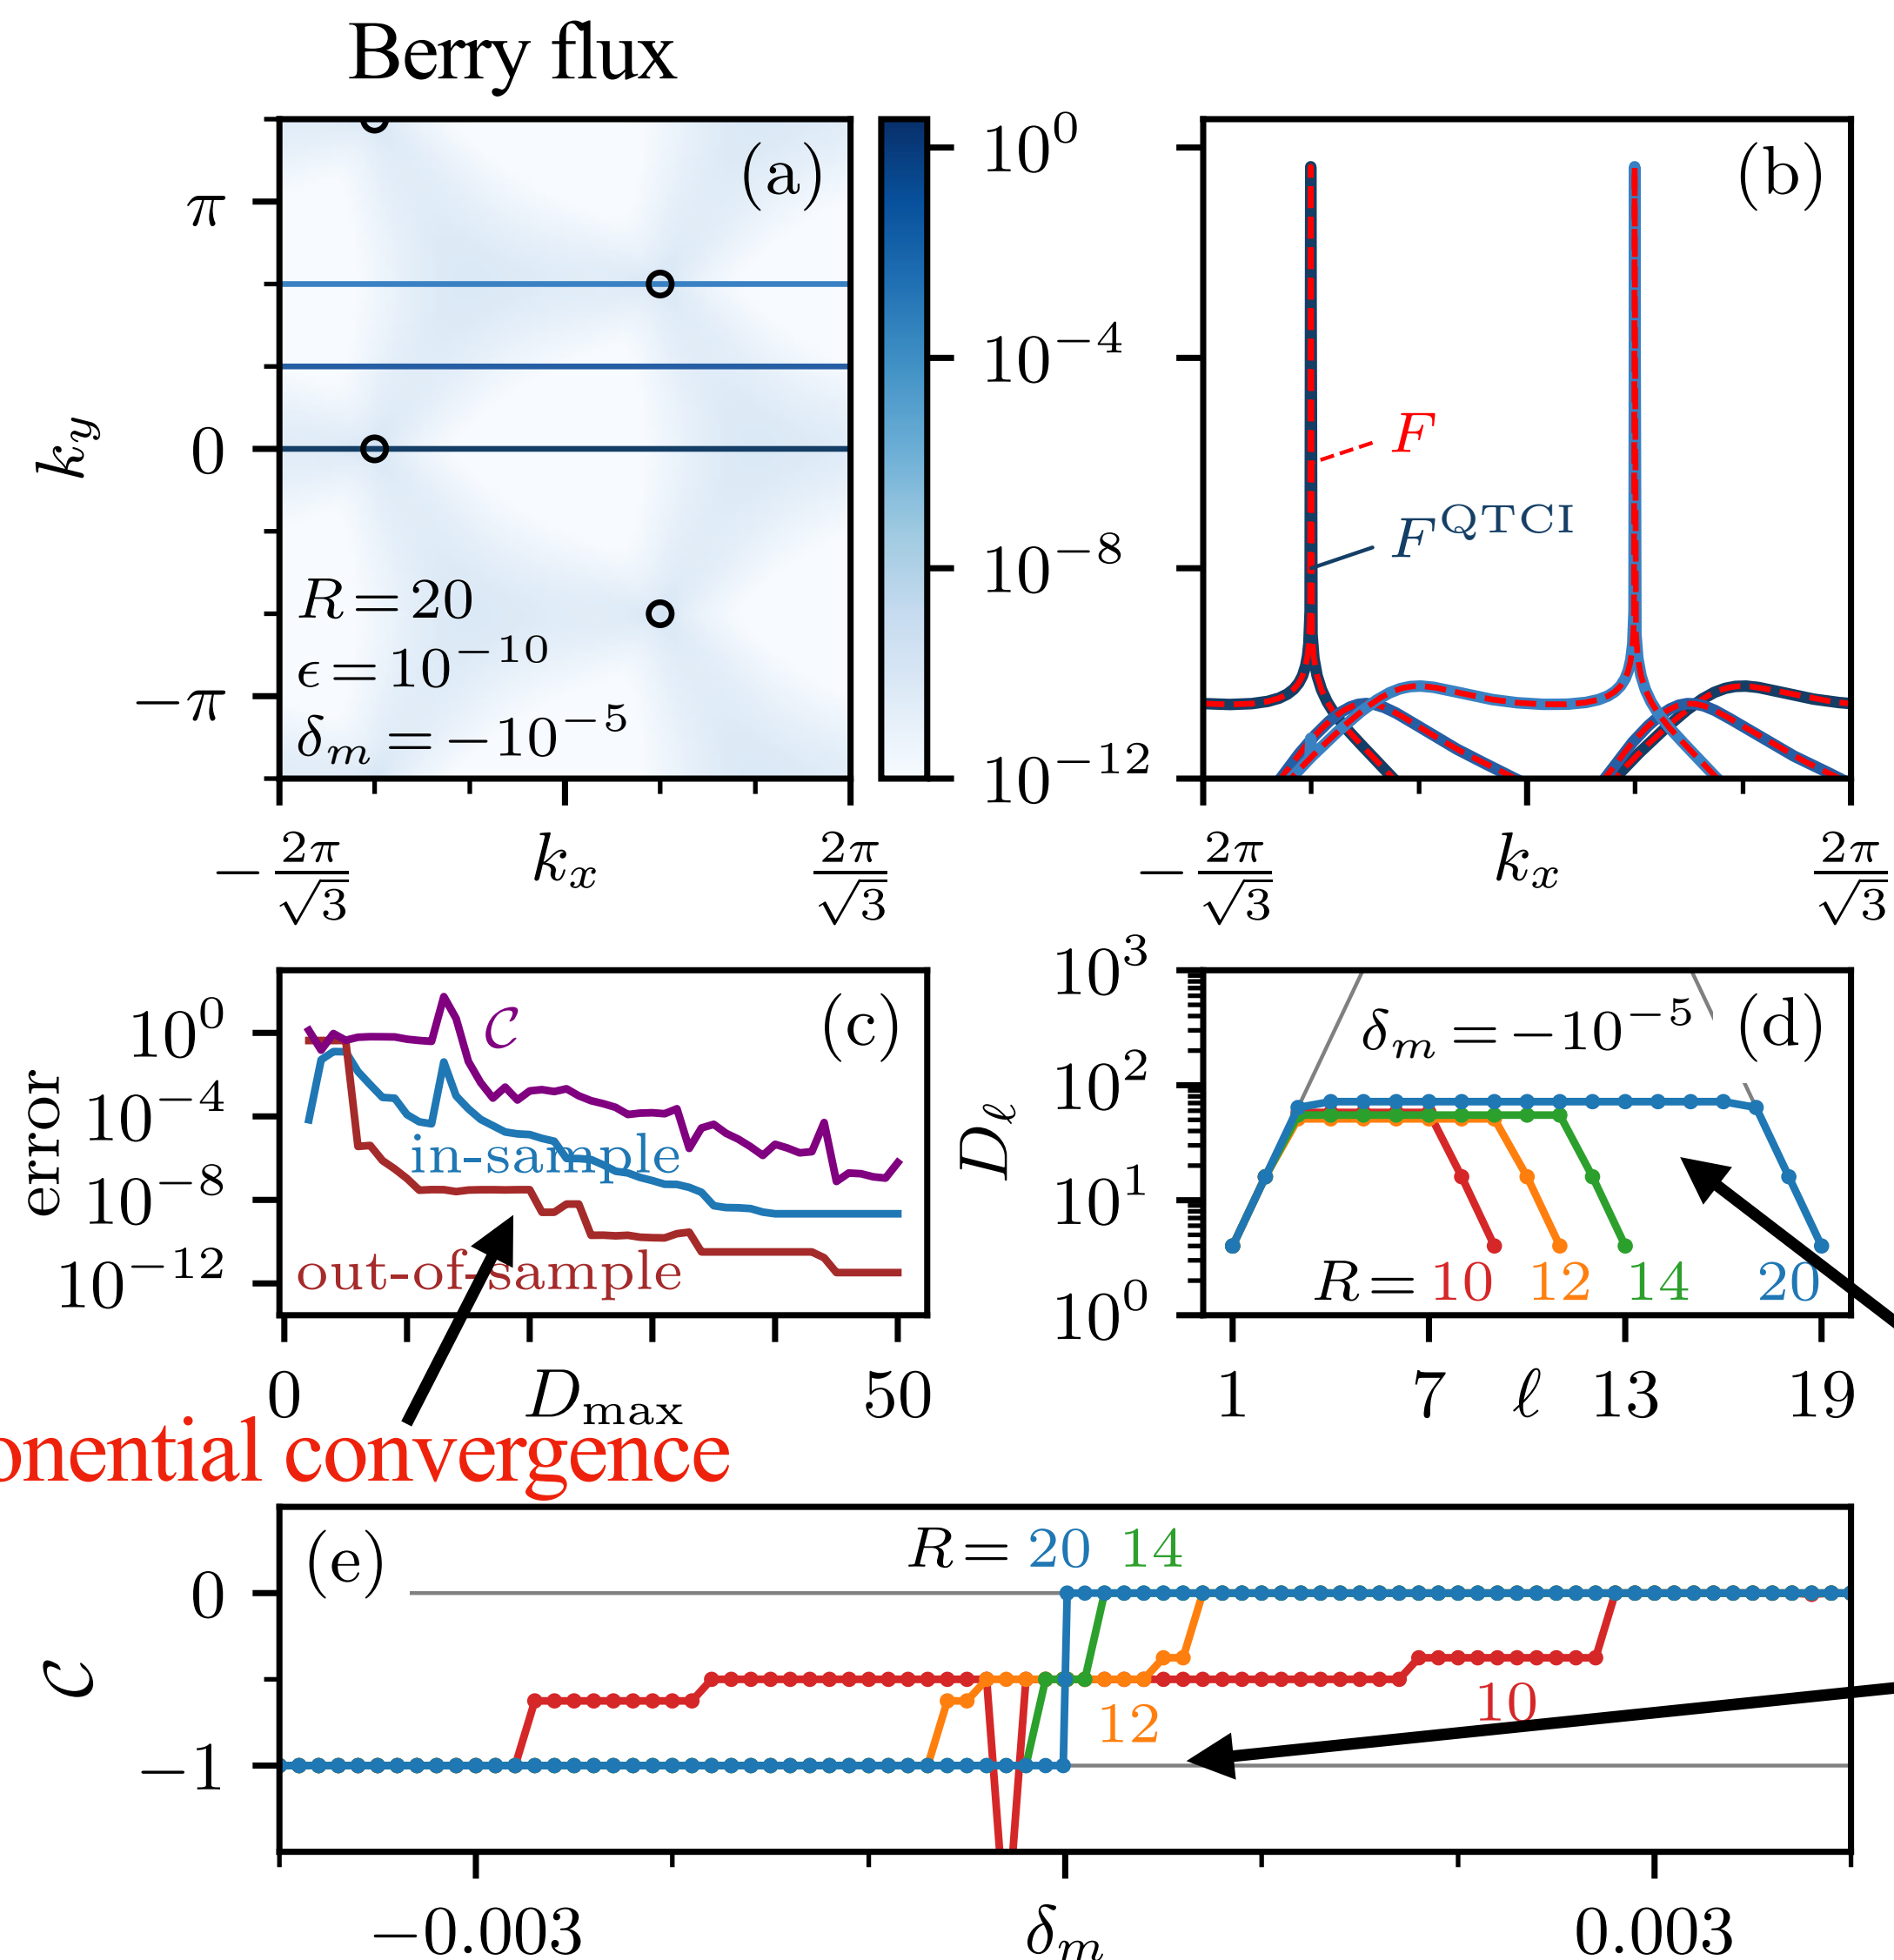 Berry flux
(a)
π
0
−π
k_y
R = 20
ϵ = 10^−10
δ_m = −10^−5
−2π/√3
k_x
2π/√3
10^0
10^−4
10^−8
10^−12
(b)
F
F^QTCI
−2π/√3
k_x
2π/√3
(c)
error
10^0
10^−4
10^−8
10^−12
𝒞
in-sample
out-of-sample
0
D_max
50
(d)
D_ℓ
10^3
10^2
10^1
10^0
δ_m = −10^−5
R = 10 12 14 20
1 7 ℓ 13 19
onential convergence
(e)
R = 20 14
0
𝒞
12
10
−1
−0.003
δ_m
0.003